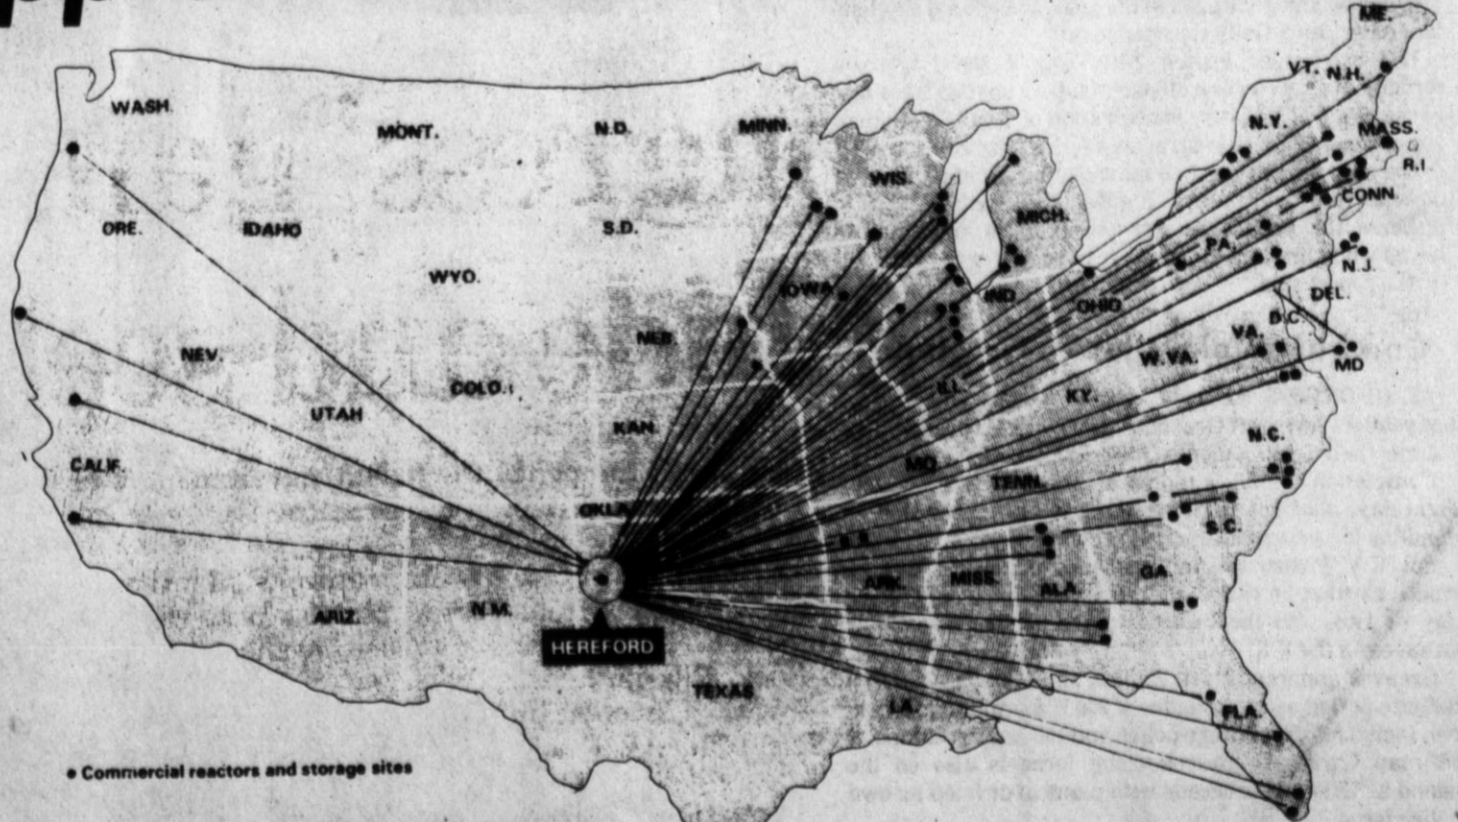 ME.
VT. N.H.
WASH.
MONT.
N.D.
MINN.
N.Y.
MASS.
R.I.
WIS.
CONN.
ORE.
IDAHO
S.D.
MICH.
PA.
WYO.
N.J.
IOWA
IND.
OHIO
DEL.
D.C.
NEV.
NEB.
VA.
W.VA.
MD
COLO.
ILL.
KY.
UTAH
KAN.
N.C.
CALIF.
MO.
TENN.
OKLA.
S.C.
ARK.
MISS.
ALA.
GA.
ARIZ.
N.M.
HEREFORD
TEXAS
LA.
FLA.
• Commercial reactors and storage sites